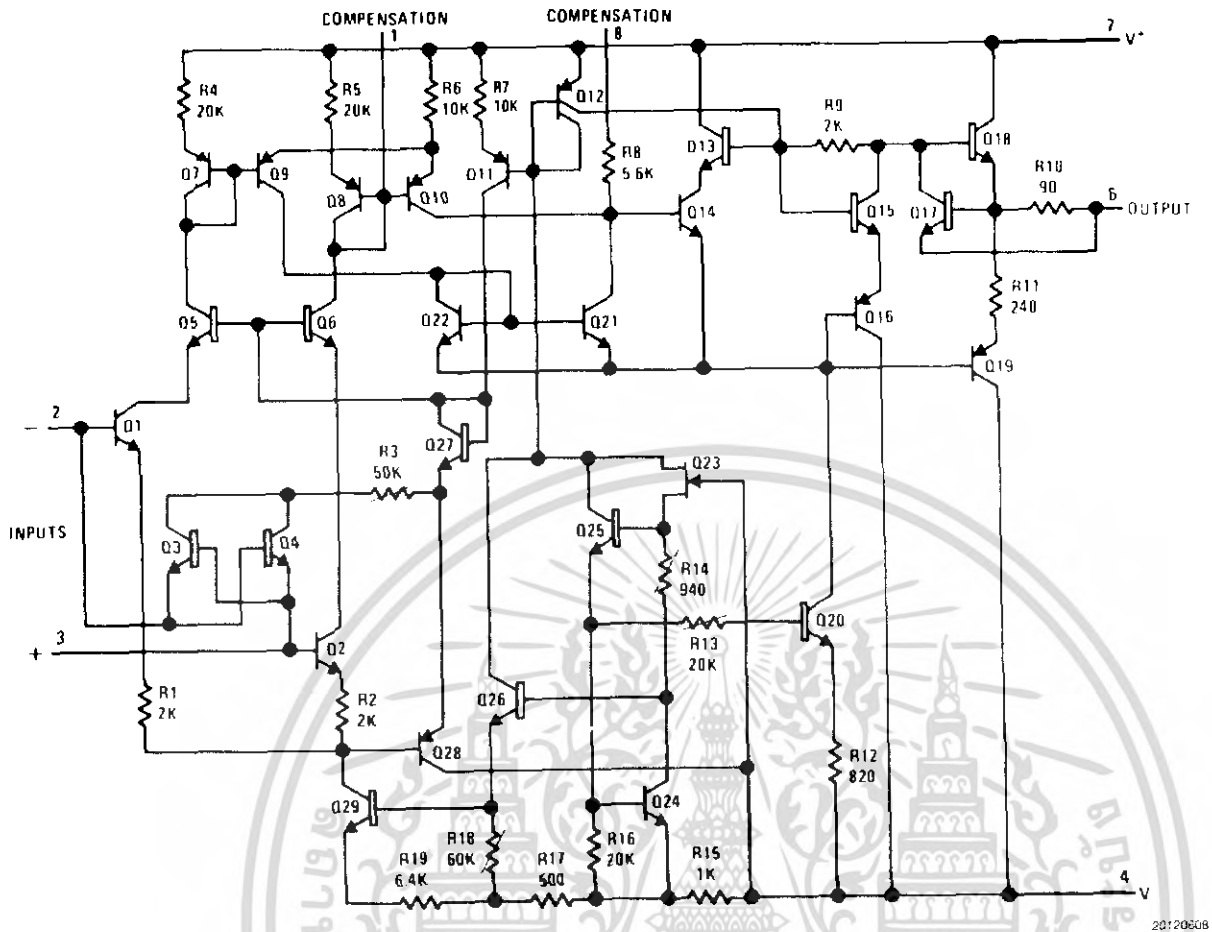 COMPENSATION
1
COMPENSATION
8
7
V+
R4
20K
R5
20K
R6
10K
R7
10K
Q12
R8
5.6K
Q13
R9
2K
Q18
R10
90
6
OUTPUT
Q7
Q9
Q8
Q10
Q11
Q14
Q15
Q17
R11
240
Q5
Q6
Q22
Q21
Q16
Q19
2
−
Q1
Q27
R3
50K
Q23
INPUTS
Q3
Q4
Q25
R14
940
R13
20K
Q20
3
+
Q2
R1
2K
R2
2K
Q28
Q26
R12
820
Q29
R18
60K
Q24
R19
6.4K
R17
500
R16
20K
R15
1K
4
V
20120608